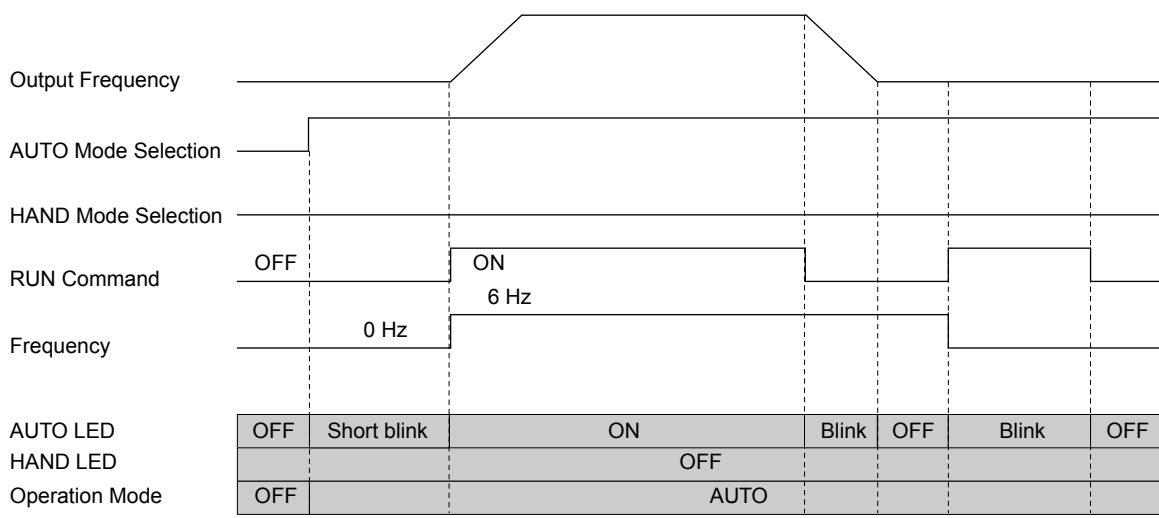 Output Frequency
AUTO Mode Selection
HAND Mode Selection
RUN Command OFF ON
6 Hz
Frequency 0 Hz
AUTO LED OFF Short blink ON Blink OFF Blink OFF
HAND LED OFF
Operation Mode OFF AUTO